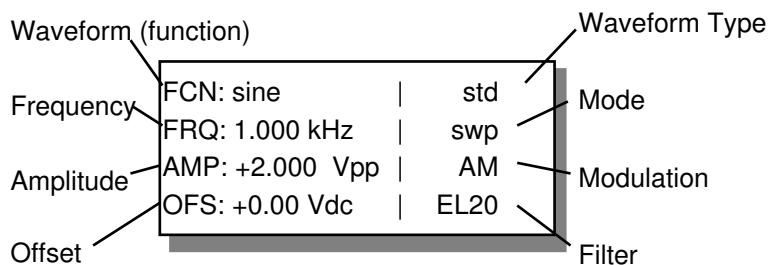 Waveform (function)
Waveform Type
FCN: sine | std
Frequency
Mode
FRQ: 1.000 kHz | swp
AMP: +2.000 Vpp | AM
Amplitude
Modulation
OFS: +0.00 Vdc | EL20
Offset
Filter